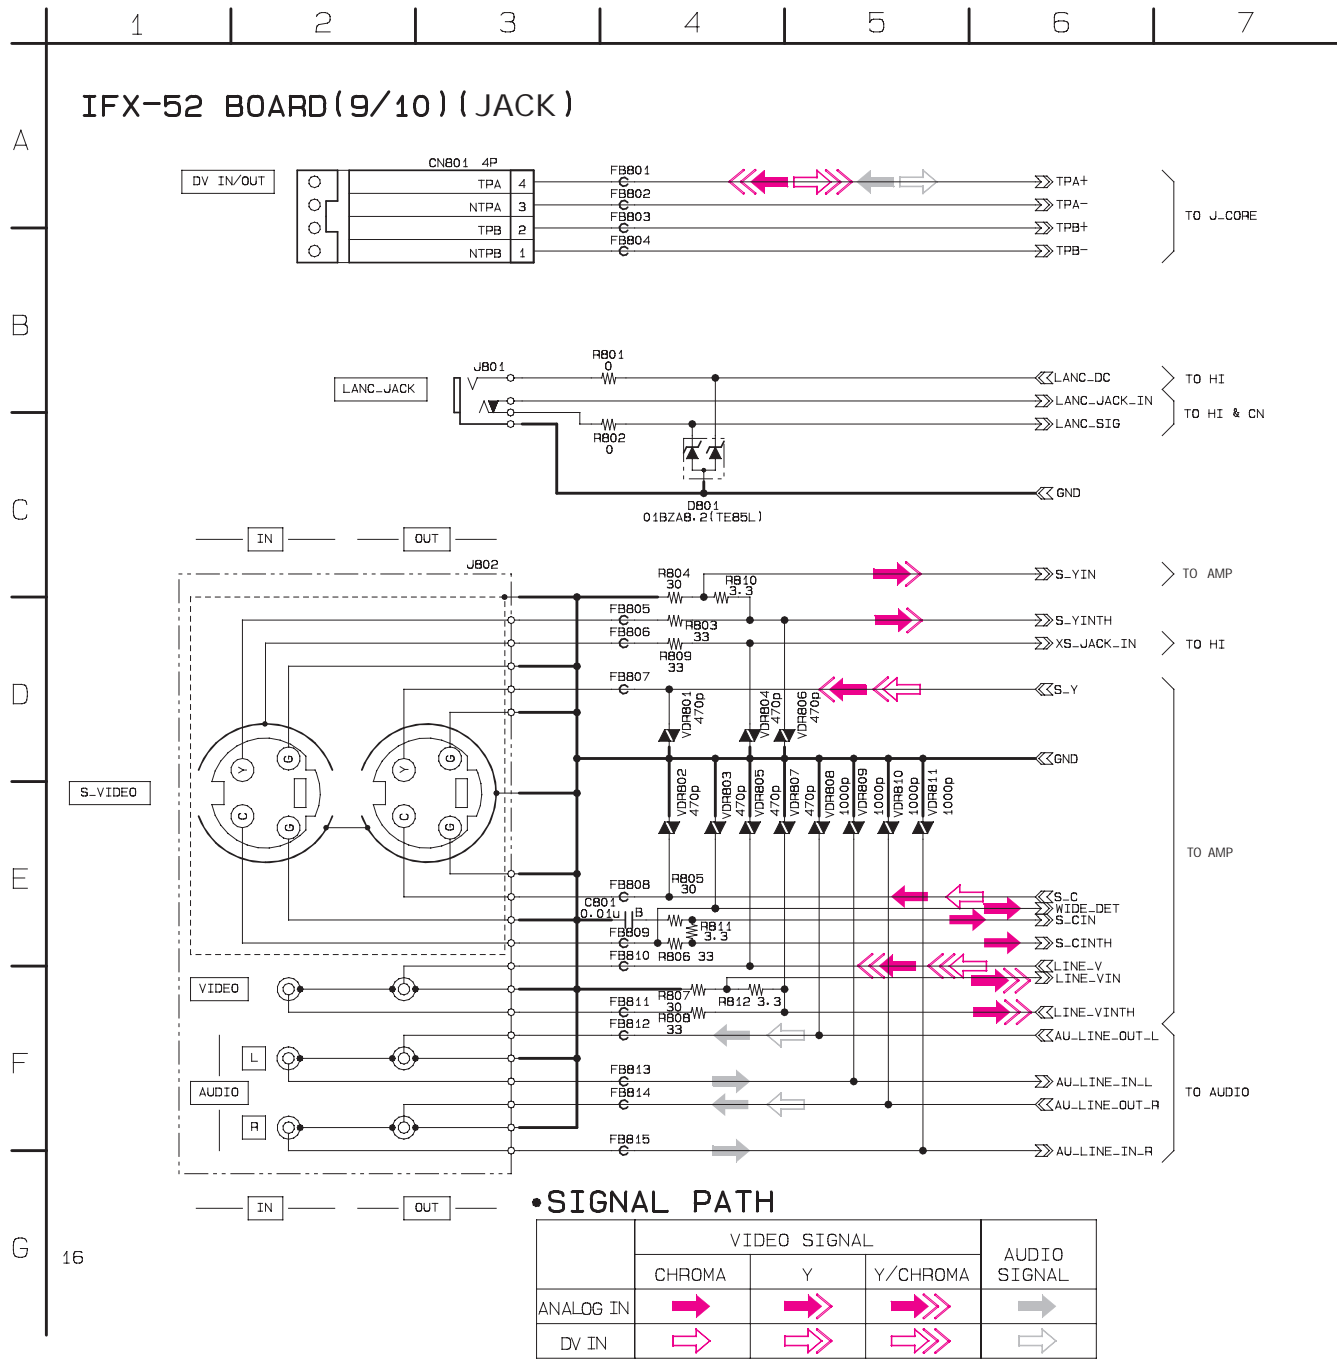 1 2 3 4 5 6 7
A
B
C
D
E
F
G
IFX-52 BOARD(9/10)(JACK)
DV IN/OUT
CN801 4P
TPA 4
NTPA 3
TPB 2
NTPB 1
FB801
FB802
FB803
FB804
TPA+
TPA-
TPB+
TPB-
TO J_CORE
LANC_JACK
J801
R801
0
R802
0
D801
01BZA8.2(TE85L)
LANC_DC
LANC_JACK_IN
LANC_SIG
GND
TO HI
TO HI & CN
IN
OUT
J802
R804
30
R810
3.3
S_YIN
TO AMP
FB805
R803
33
S_YINTH
FB806
R809
33
XS_JACK_IN
TO HI
FB807
S_Y
VDR801
470p
VDR804
470p
VDR806
470p
GND
S_VIDEO
Y G Y G
C G C G
VDR802
470p
VDR803
470p
VDR805
470p
VDR807
470p
VDR808
1000p
VDR809
1000p
VDR810
1000p
VDR811
1000p
TO AMP
FB808
R805
30
S_C
WIDE_DET
C801
0.01u B
R811
3.3
S_CIN
FB809
R806 33
S_CINTH
FB810
LINE_V
LINE_VIN
VIDEO
R807
30
R812 3.3
FB811
R808
33
LINE_VINTH
FB812
AU_LINE_OUT_L
L
FB813
AU_LINE_IN_L
AUDIO
FB814
AU_LINE_OUT_R
TO AUDIO
R
FB815
AU_LINE_IN_R
IN
OUT
16
•SIGNAL PATH
VIDEO SIGNAL
AUDIO
SIGNAL
CHROMA Y Y/CHROMA
ANALOG IN
DV IN